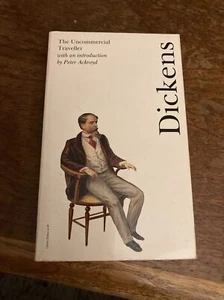 The Uncommercial
Traveller
with an introduction
by Peter Ackroyd
Dickens